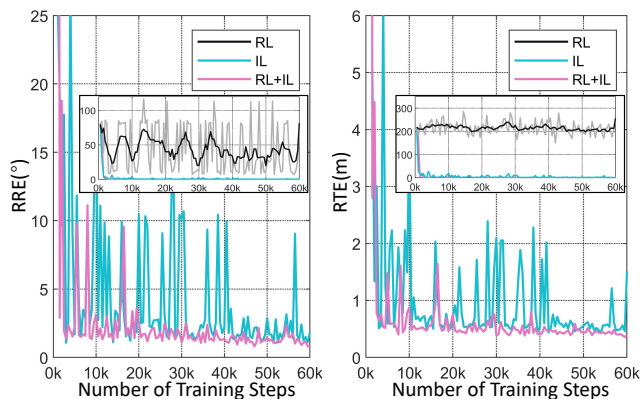 25
20
15
10
5
0
RRE(°)
RL
IL
RL+IL
100
50
0
0k 10k 20k 30k 40k 50k 60k
0k 10k 20k 30k 40k 50k 60k
Number of Training Steps
6
5
4
3
2
1
0
RTE(m)
RL
IL
RL+IL
300
200
100
0
0k 10k 20k 30k 40k 50k 60k
0k 10k 20k 30k 40k 50k 60k
Number of Training Steps